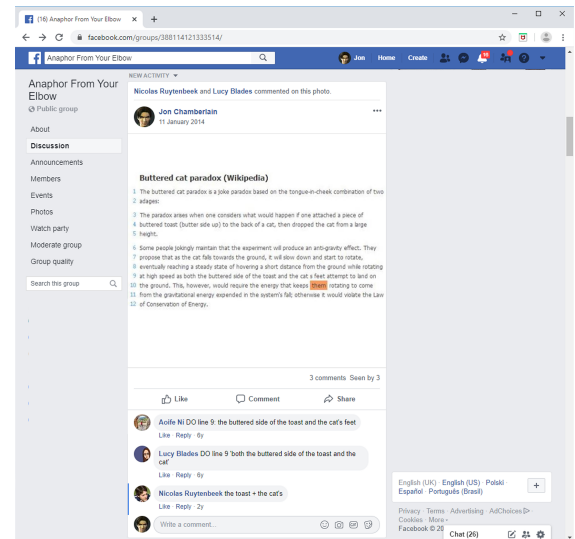 (16) Anaphor From Your Elbow
facebook.com/groups/388114121333514/
Anaphor From Your Elbow
Jon Home Create
Anaphor From Your
Elbow
Public group
About
Discussion
Announcements
Members
Events
Photos
Watch party
Moderate group
Group quality
Search this group
NEW ACTIVITY
Nicolas Ruytenbeek and Lucy Blades commented on this photo.
Jon Chamberlain
11 January 2014
Buttered cat paradox (Wikipedia)
1 The buttered cat paradox is a joke paradox based on the tongue-in-cheek combination of two
2 adages:
3 The paradox arises when one considers what would happen if one attached a piece of
4 buttered toast (butter side up) to the back of a cat, then dropped the cat from a large
5 height.
6 Some people jokingly maintain that the experiment will produce an anti-gravity effect. They
7 propose that as the cat falls towards the ground, it will slow down and start to rotate,
8 eventually reaching a steady state of hovering a short distance from the ground while rotating
9 at high speed as both the buttered side of the toast and the cat s feet attempt to land on
10 the ground. This, however, would require the energy that keeps them rotating to come
11 from the gravitational energy expended in the system's fall; otherwise it would violate the Law
12 of Conservation of Energy.
3 comments Seen by 3
Like Comment Share
Aoife Ni DO line 9: the buttered side of the toast and the cat's feet
Like · Reply · 6y
Lucy Blades DO line 9 'both the buttered side of the toast and the
cat'
Like · Reply · 6y
Nicolas Ruytenbeek the toast + the cat's
Like · Reply · 2y
Write a comment...
English (UK) · English (US) · Polski ·
Español · Português (Brasil)
Privacy · Terms · Advertising · AdChoices ·
Cookies · More
Facebook © 20
Chat (26)